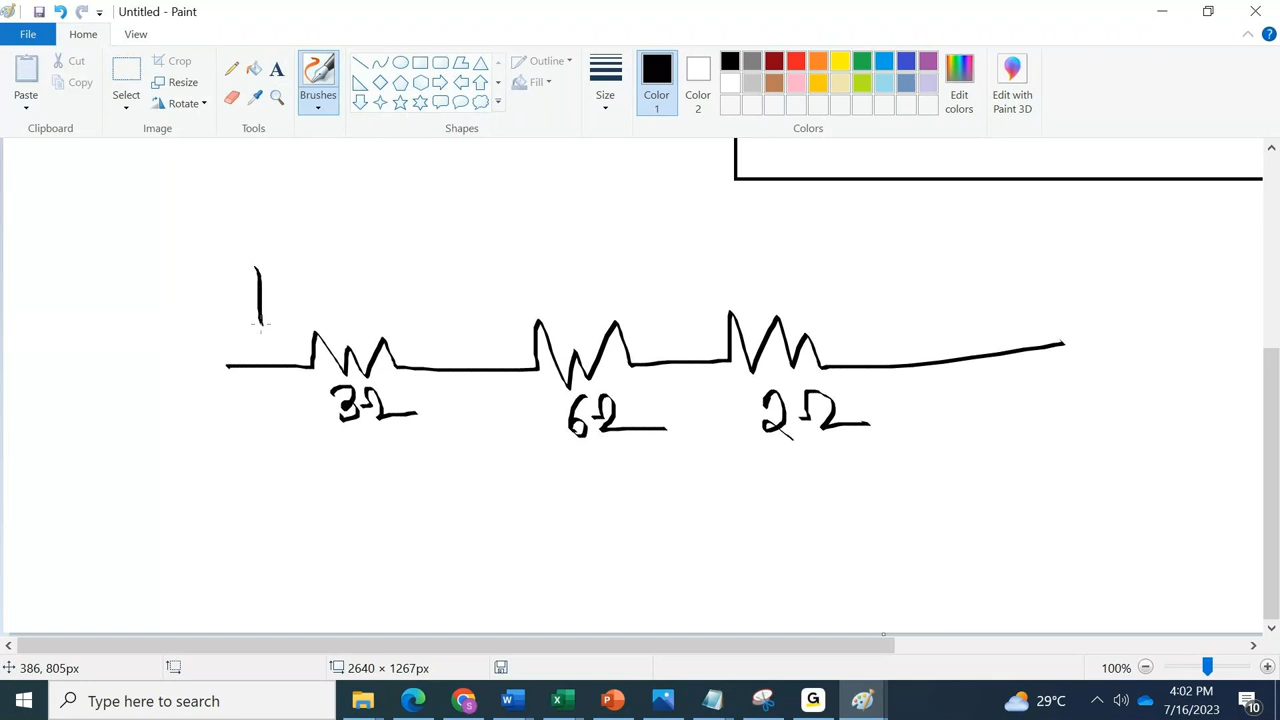 Untitled - Paint
File Home View
Paste
Cut
Copy
Clipboard
Select
Crop
Resize
Rotate
Image
A
Tools
Brushes
Outline
Fill
Shapes
Size
Color 1
Color 2
Edit colors
Edit with Paint 3D
Colors
3Ω 6Ω 2Ω
386, 805px 2640 × 1267px 100%
Type here to search
29°C
4:02 PM
7/16/2023
10